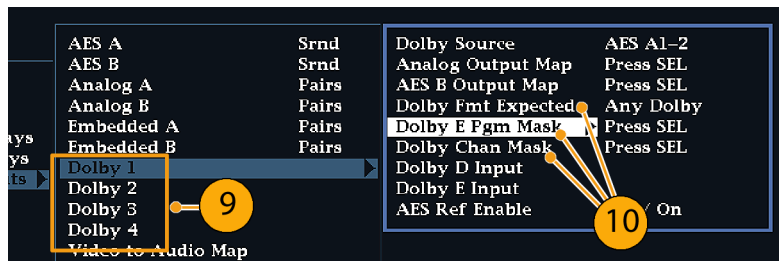 AES A Srnd
AES B Srnd
Analog A Pairs
Analog B Pairs
Embedded A Pairs
Embedded B Pairs
Dolby 1
Dolby 2
Dolby 3
Dolby 4
Video to Audio Map
9
Dolby Source AES A1-2
Analog Output Map Press SEL
AES B Output Map Press SEL
Dolby Fmt Expected Any Dolby
Dolby E Pgm Mask Press SEL
Dolby Chan Mask Press SEL
Dolby D Input
Dolby E Input
AES Ref Enable / On
10